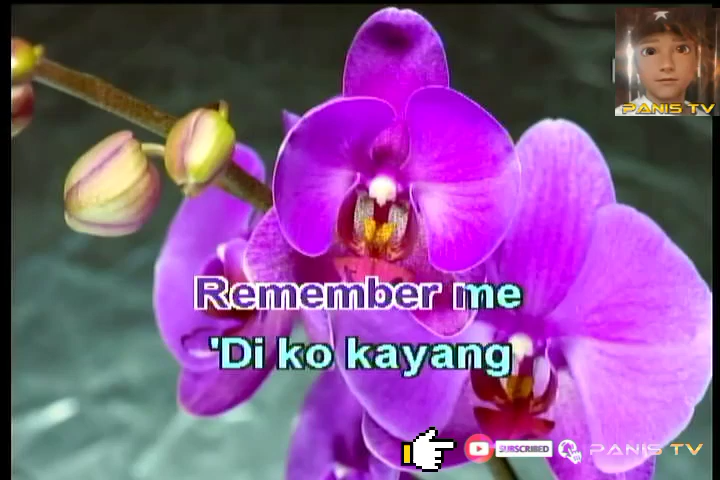 PANIS TV
Remember me
'Di ko kayang
SUBSCRIBED PANIS TV